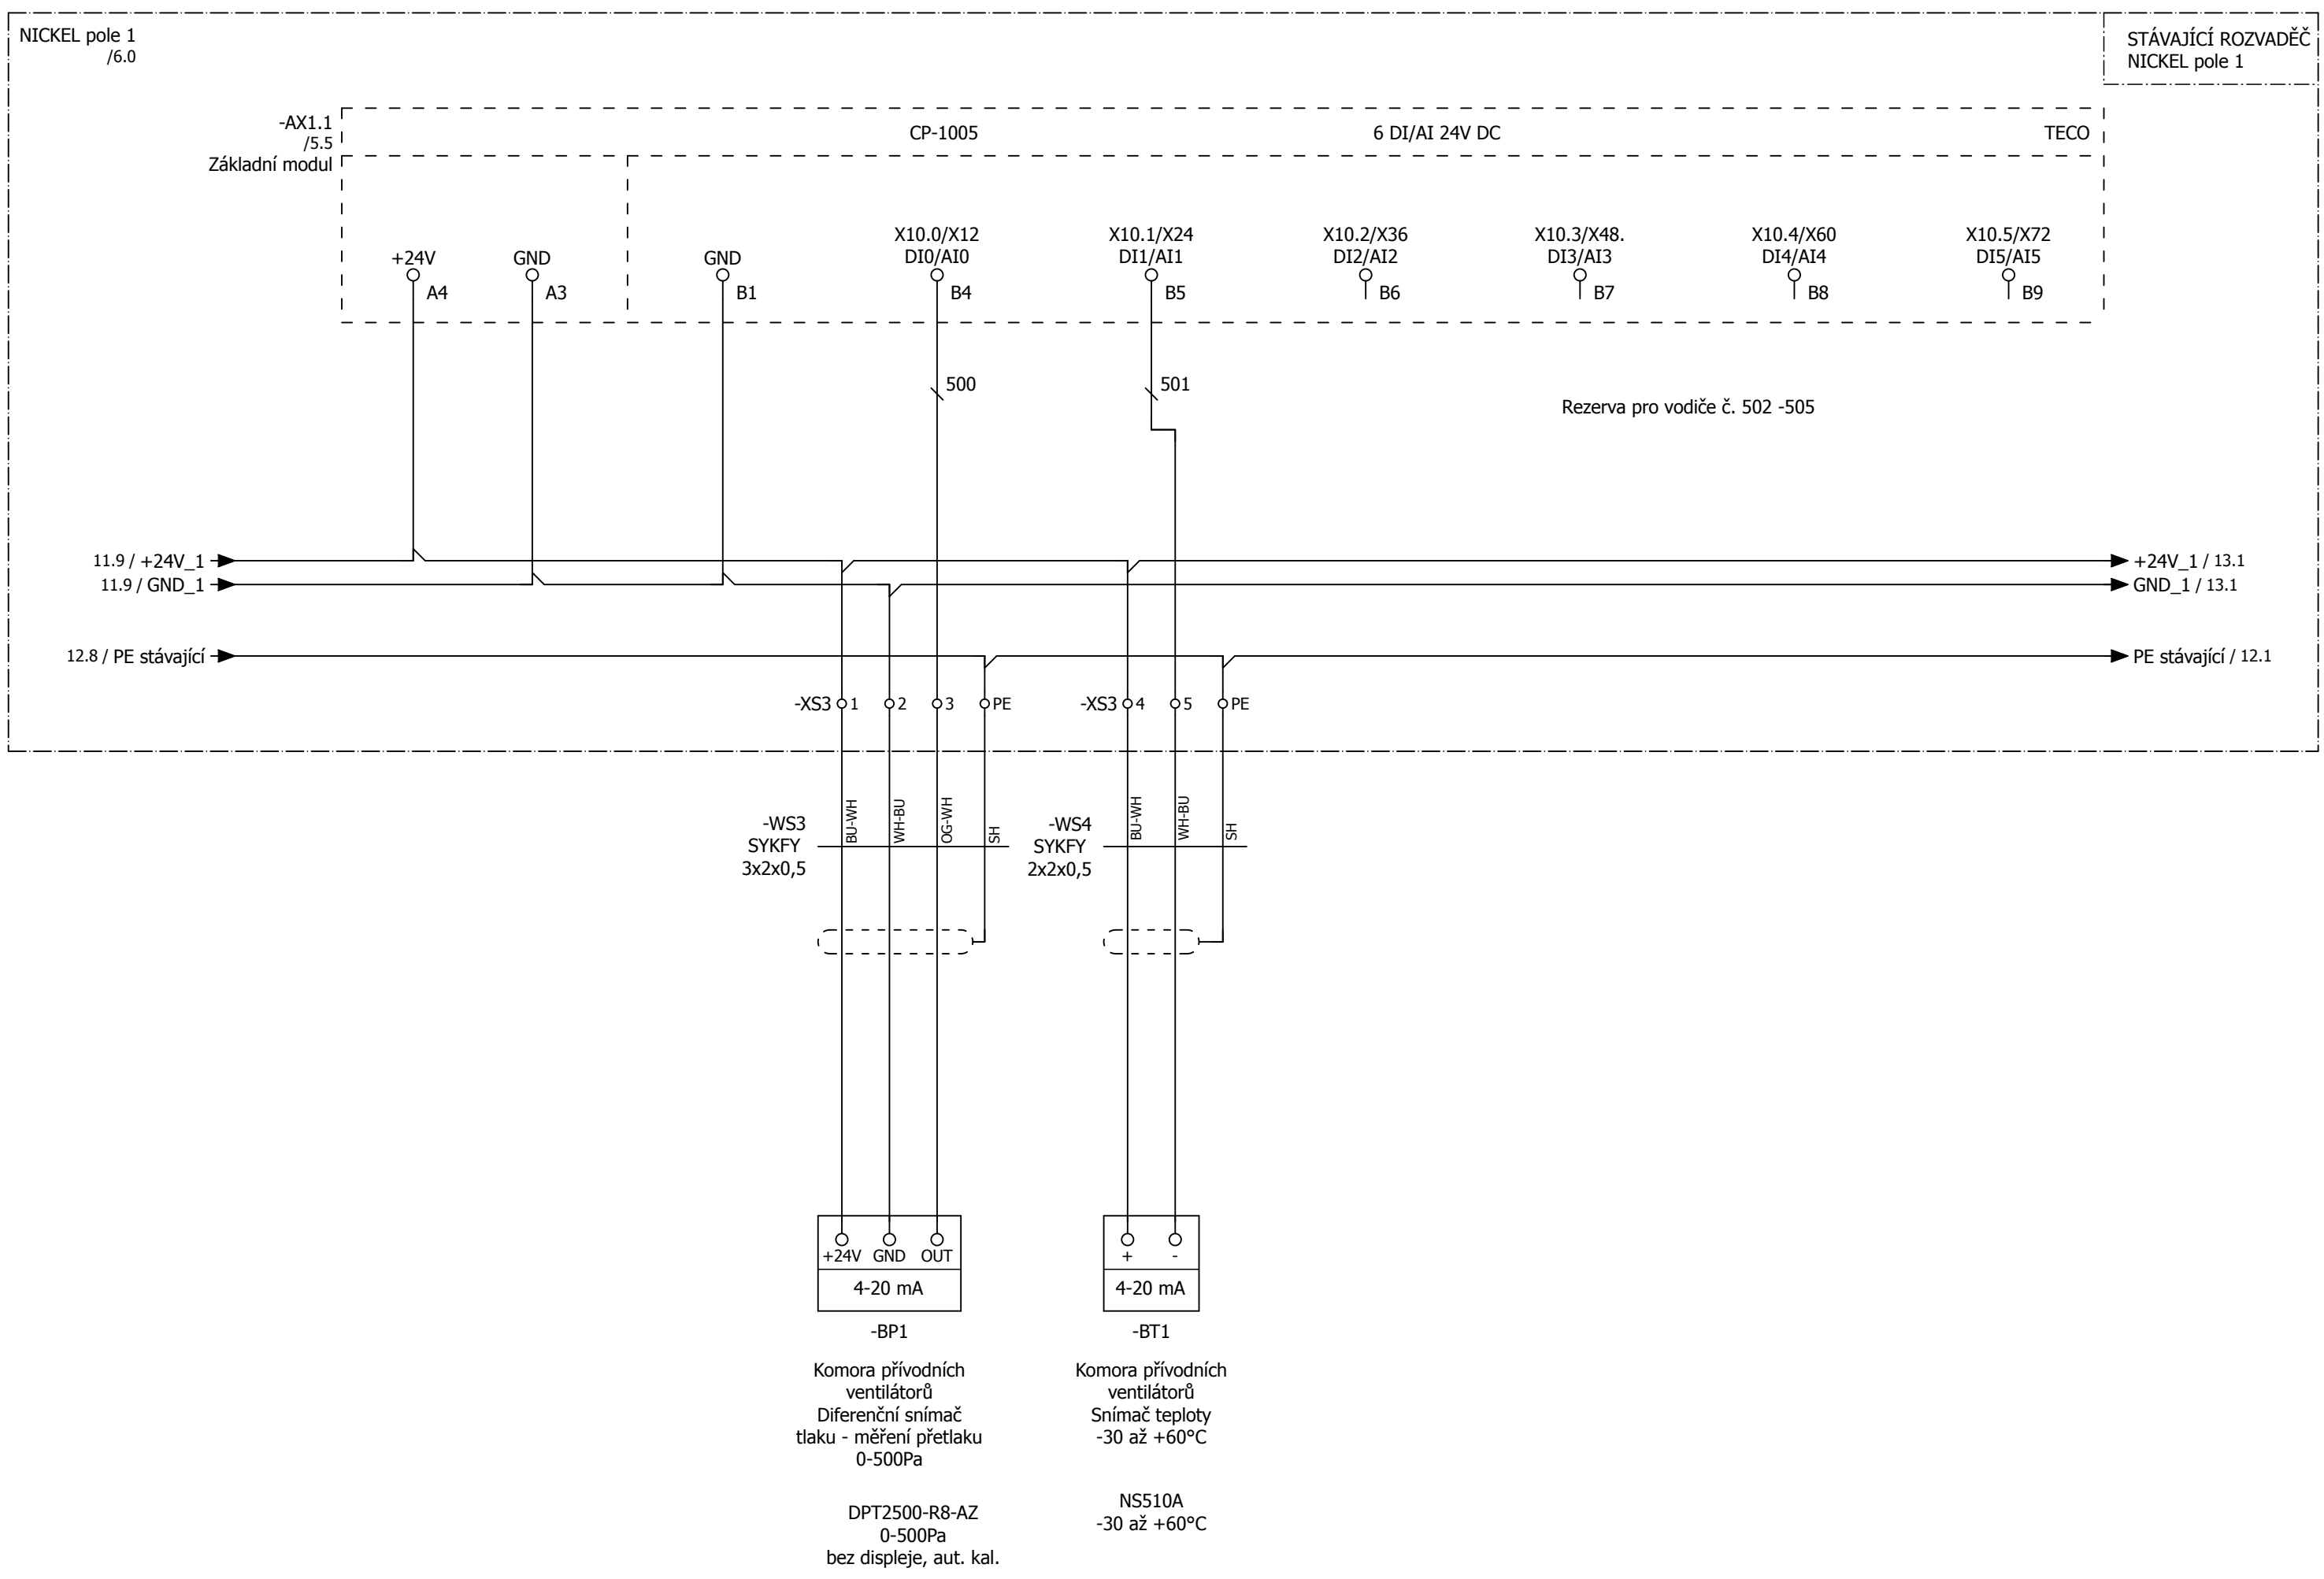 NICKEL pole 1
/6.0
STÁVAJÍCÍ ROZVADĚČ
NICKEL pole 1
-AX1.1
/5.5
Základní modul
CP-1005
6 DI/AI 24V DC
TECO
+24V
A4
GND
A3
GND
B1
X10.0/X12
DI0/AI0
B4
X10.1/X24
DI1/AI1
B5
X10.2/X36
DI2/AI2
B6
X10.3/X48.
DI3/AI3
B7
X10.4/X60
DI4/AI4
B8
X10.5/X72
DI5/AI5
B9
500
501
Rezerva pro vodiče č. 502 -505
11.9 / +24V_1
+24V_1 / 13.1
11.9 / GND_1
GND_1 / 13.1
12.8 / PE stávající
PE stávající / 12.1
-XS3 1 2 3 PE
-XS3 4 5 PE
-WS3
SYKFY
3x2x0,5
BU-WH
WH-BU
OG-WH
SH
-WS4
SYKFY
2x2x0,5
BU-WH
WH-BU
SH
+24V GND OUT
4-20 mA
-BP1
Komora přívodních
ventilátorů
Diferenční snímač
tlaku - měření přetlaku
0-500Pa
DPT2500-R8-AZ
0-500Pa
bez displeje, aut. kal.
+ -
4-20 mA
-BT1
Komora přívodních
ventilátorů
Snímač teploty
-30 až +60°C
NS510A
-30 až +60°C